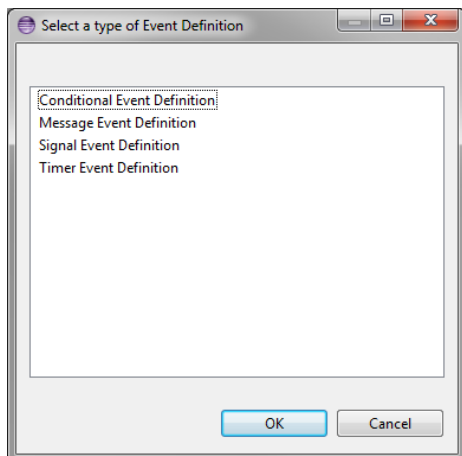 Select a type of Event Definition
Conditional Event Definition
Message Event Definition
Signal Event Definition
Timer Event Definition
OK
Cancel